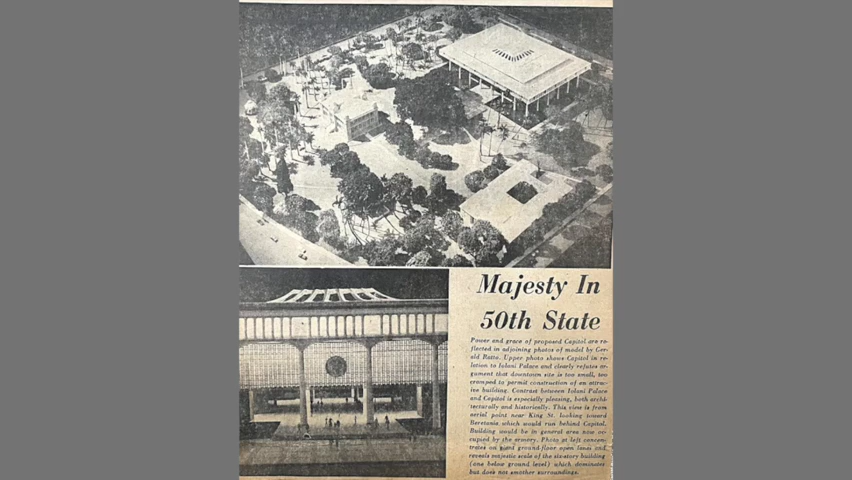 Majesty In
50th State
Power and grace of proposed Capitol are re-
flected in adjoining photos of model by Ger-
ald Ratto. Upper photo shows Capitol in re-
lation to Iolani Palace and clearly refutes ar-
gument that downtown site is too small, too
cramped to permit construction of an attrac-
tive building. Contrast between Iolani Palace
and Capitol is especially pleasing, both archi-
tecturally and historically. This view is from
aerial point near King St. looking toward
Beretania which would run behind Capitol.
Building would be in general area now oc-
cupied by the armory. Photo at left concen-
trates on giant ground-floor open lanai and
reveals majestic scale of the six-story building
(one below ground level) which dominates
but does not smother surroundings.